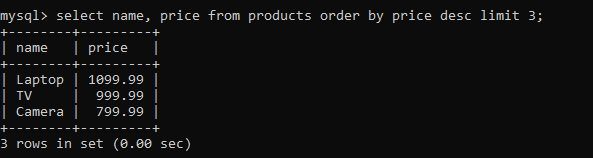 mysql> select name, price from products order by price desc limit 3;
+--------+---------+
| name   | price   |
+--------+---------+
| Laptop | 1099.99 |
| TV     |  999.99 |
| Camera |  799.99 |
+--------+---------+
3 rows in set (0.00 sec)